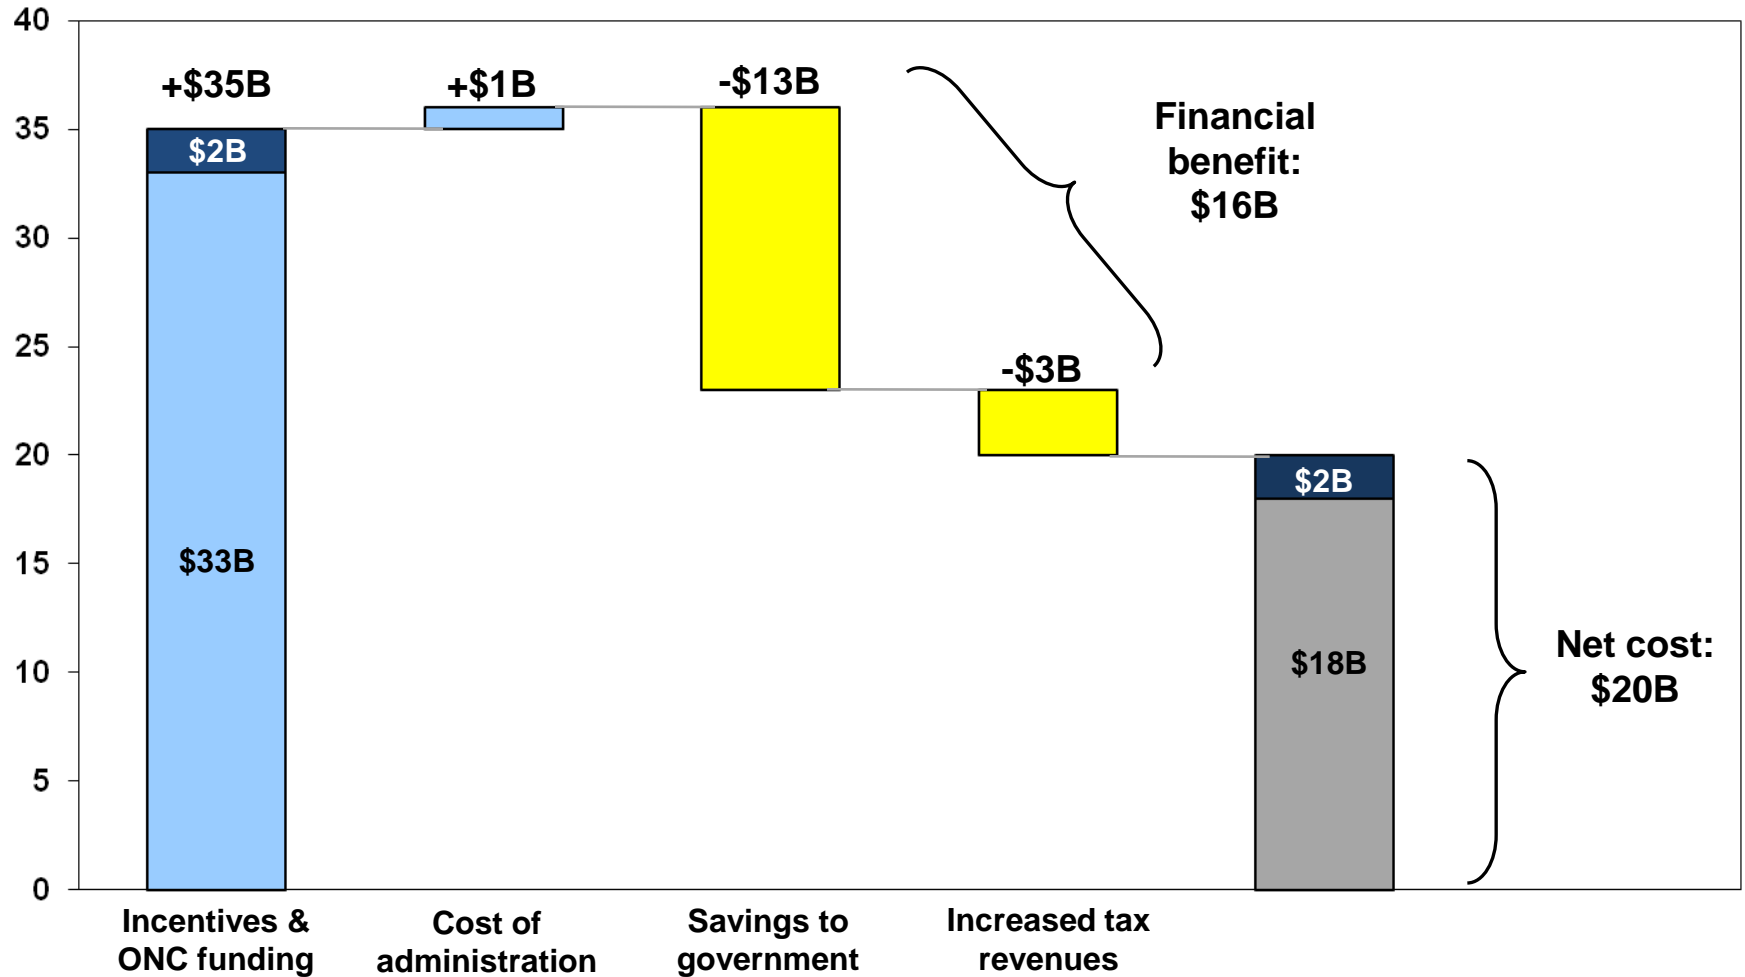 40
35
30
25
20
15
10
5
0
+$35B
+$1B
-$13B
-$3B
$2B
$33B
$2B
$18B
Financial
benefit:
$16B
Net cost:
$20B
Incentives &
ONC funding
Cost of
administration
Savings to
government
Increased tax
revenues